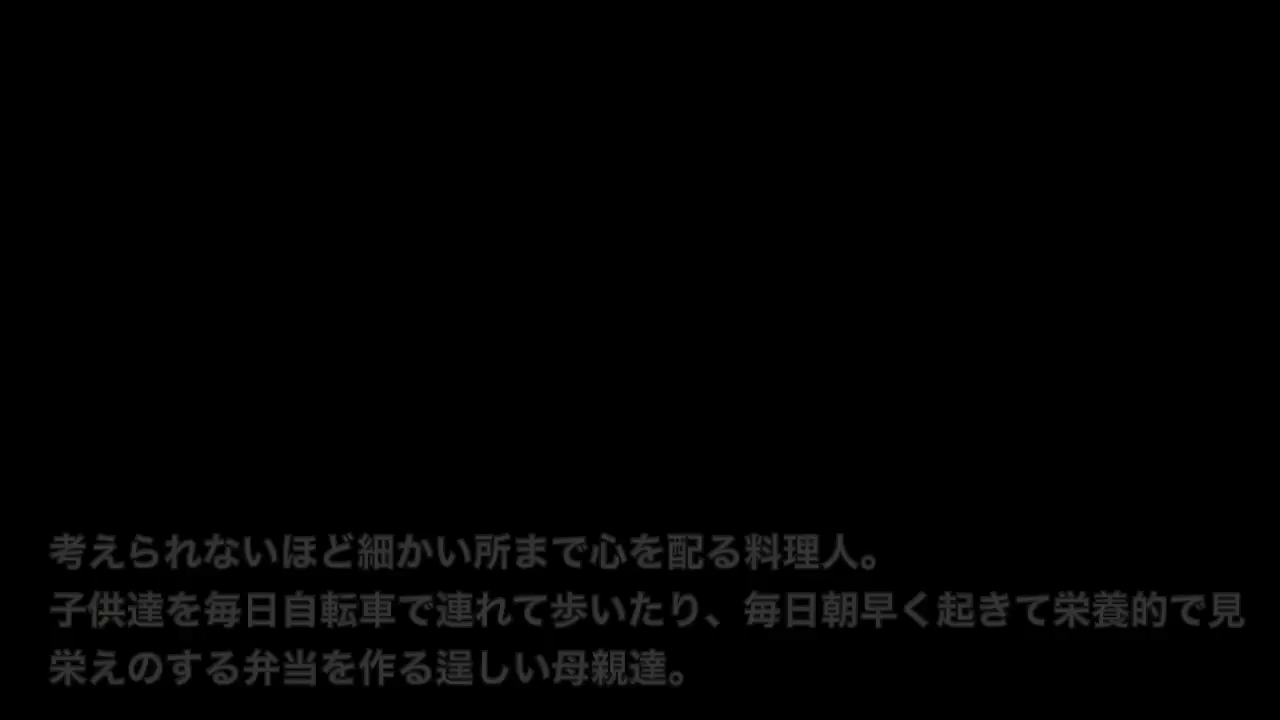 考えられないほど細かい所まで心を配る料理人。
子供達を毎日自転車で連れて歩いたり、毎日朝早く起きて栄養的で見
栄えのする弁当を作る逞しい母親達。